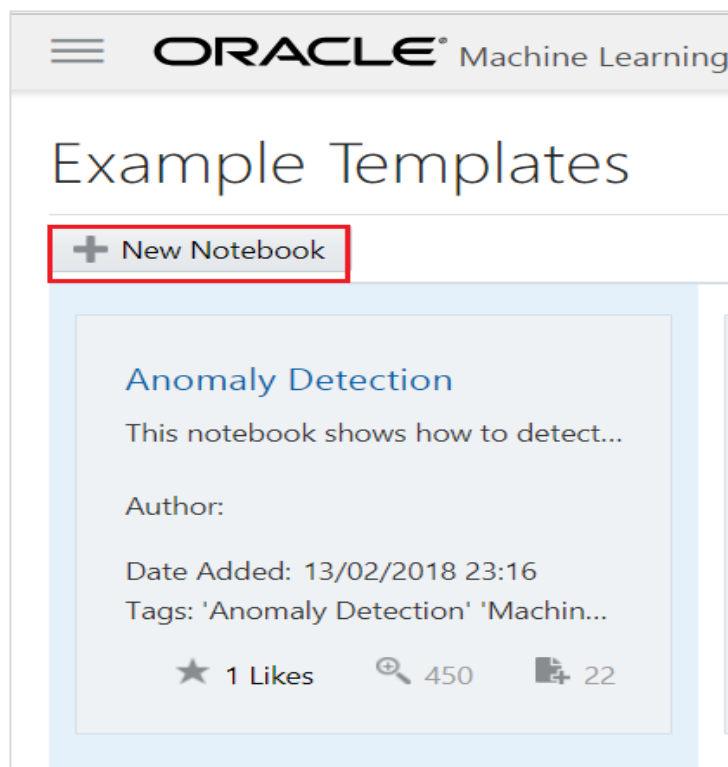 ORACLE® Machine Learning
Example Templates
New Notebook
Anomaly Detection
This notebook shows how to detect...
Author:
Date Added: 13/02/2018 23:16
Tags: 'Anomaly Detection' 'Machin...
1 Likes 450 22